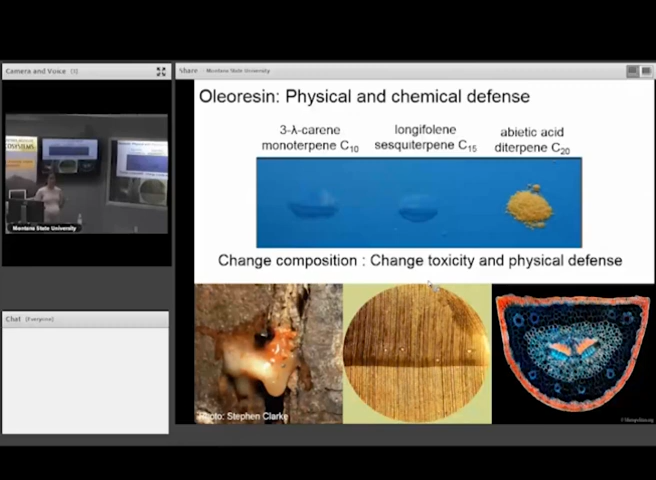 Camera and Voice (3)
Share - Montana State University
Oleoresin: Physical and chemical defense
3-λ-carene
monoterpene C10
longifolene
sesquiterpene C15
abietic acid
diterpene C20
Change composition : Change toxicity and physical defense
Montana State University
Chat (Everyone)
Photo: Stephen Clarke